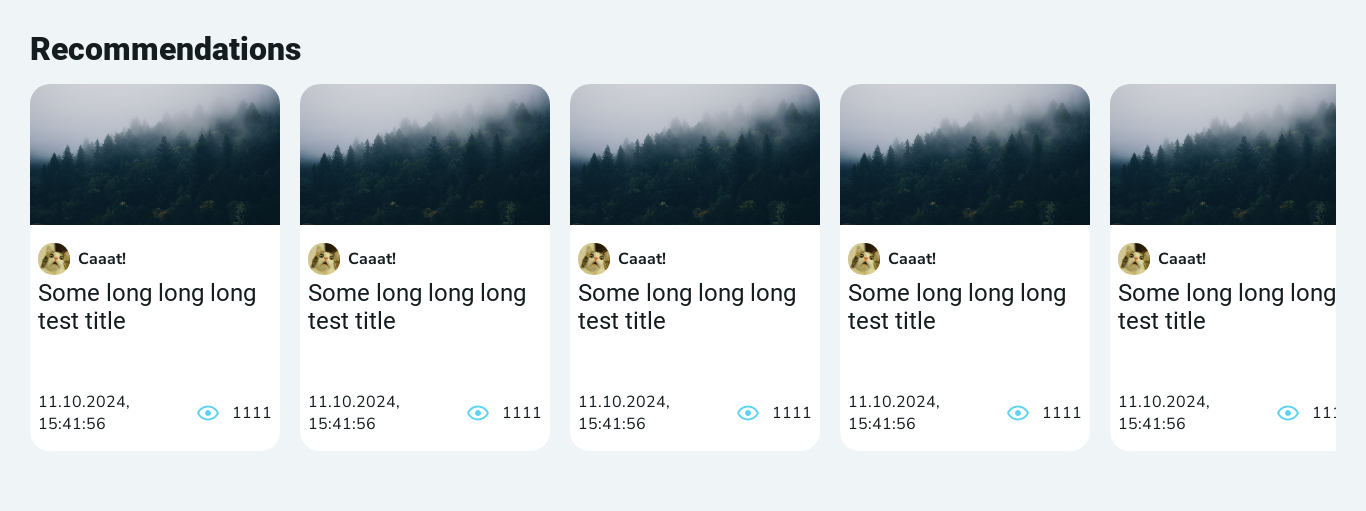 Recommendations
Caaat!
Some long long long
test title
11.10.2024,
15:41:56
1111
Caaat!
Some long long long
test title
11.10.2024,
15:41:56
1111
Caaat!
Some long long long
test title
11.10.2024,
15:41:56
1111
Caaat!
Some long long long
test title
11.10.2024,
15:41:56
1111
Caaat!
Some long long long
test title
11.10.2024,
15:41:56